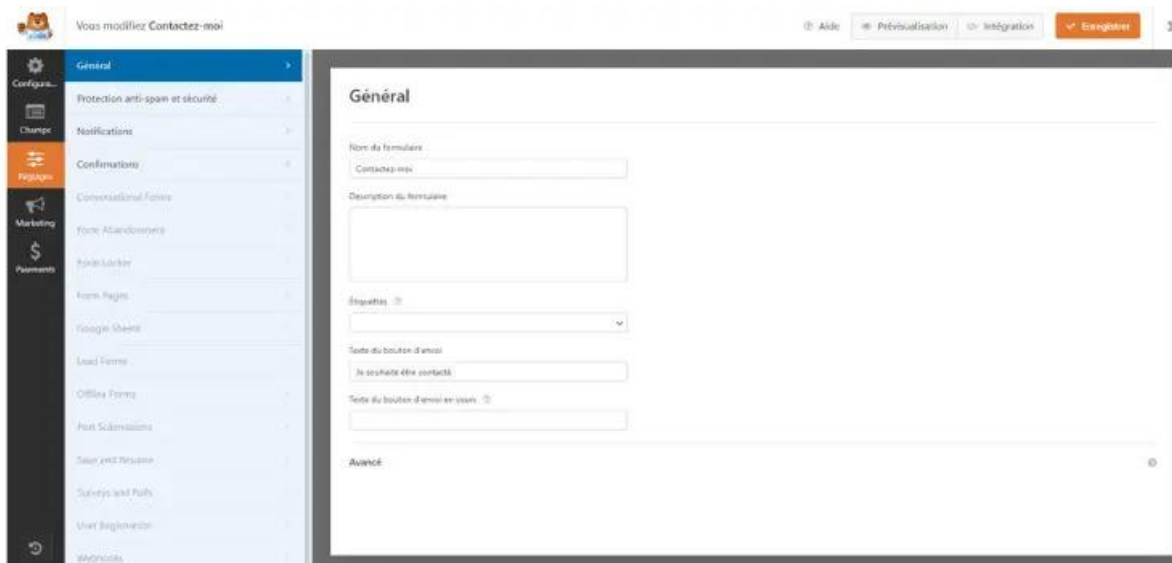 Vous modifiez Contactez-moi
Aide
Prévisualisation
Intégration
Enregistrer
Configura...
Champs
Réglages
Marketing
Paiements
Général
Protection anti-spam et sécurité
Notifications
Confirmations
Conversational Forms
Form Abandonment
Form Locker
Form Pages
Google Sheets
Lead Forms
Offline Forms
Post Submissions
Save and Resume
Surveys and Polls
User Registration
Webhooks
Général
Nom du formulaire
Contactez-moi
Description du formulaire
Étiquettes
Texte du bouton d'envoi
Je souhaite être contacté
Texte du bouton d'envoi en cours
Avancé